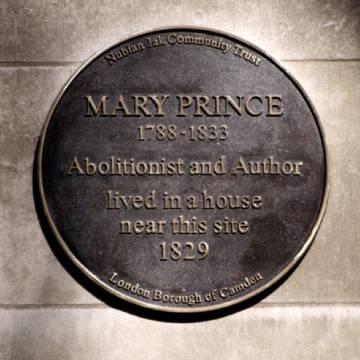 Nubian Jak Community Trust
MARY PRINCE
1788-1833
Abolitionist and Author
lived in a house
near this site
1829
London Borough of Camden